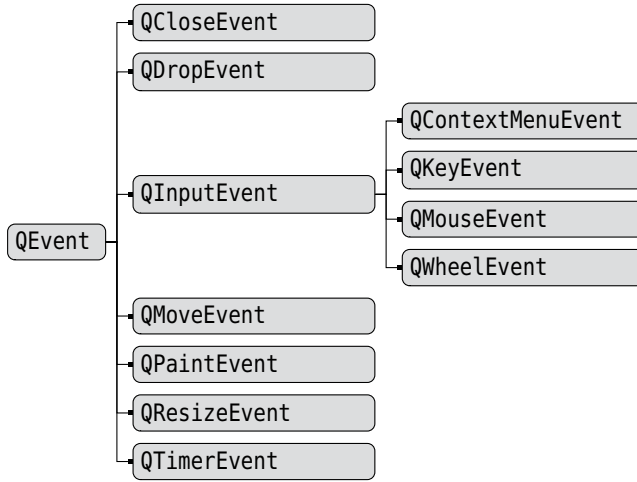 QEvent
QCloseEvent
QDropEvent
QInputEvent
QContextMenuEvent
QKeyEvent
QMouseEvent
QWheelEvent
QMoveEvent
QPaintEvent
QResizeEvent
QTimerEvent